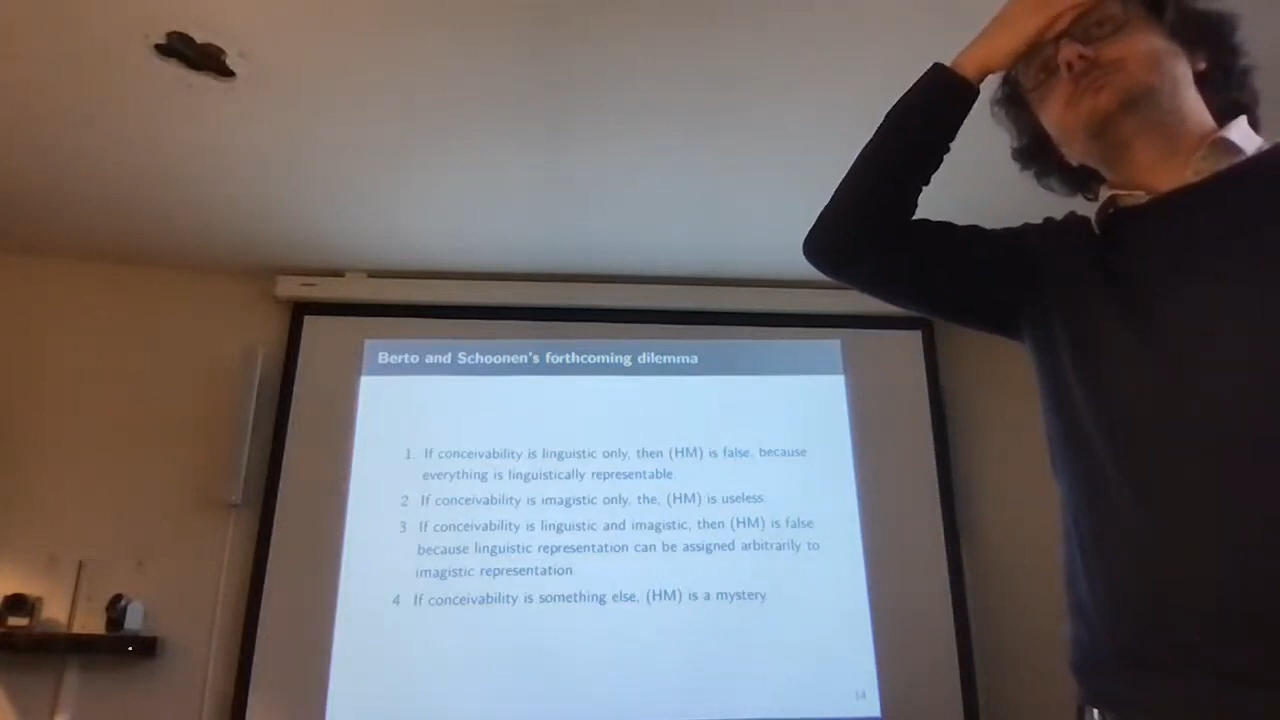 Berto and Schoonen's forthcoming dilemma
1. If conceivability is linguistic only, then (HM) is false, because
everything is linguistically representable.
2 If conceivability is imagistic only, the, (HM) is useless.
3 If conceivability is linguistic and imagistic, then (HM) is false
because linguistic representation can be assigned arbitrarily to
imagistic representation.
4 If conceivability is something else, (HM) is a mystery.
14